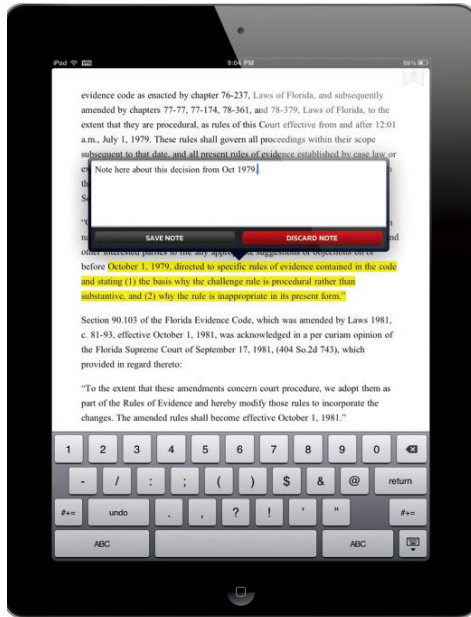 iPad 9:04 PM 89%
evidence code as enacted by chapter 76-237, Laws of Florida, and subsequently
amended by chapters 77-77, 77-174, 78-361, and 78-379, Laws of Florida, to the
extent that they are procedural, as rules of this Court effective from and after 12:01
a.m., July 1, 1979. These rules shall govern all proceedings within their scope
subsequent to that date, and all present rules of evidence established by case law or
Note here about this decision from Oct 1979.
SAVE NOTE DISCARD NOTE
other interested parties to file any appropriate suggestions or objections on or
before October 1, 1979, directed to specific rules of evidence contained in the code
and stating (1) the basis why the challenge rule is procedural rather than
substantive, and (2) why the rule is inappropriate in its present form.”
Section 90.103 of the Florida Evidence Code, which was amended by Laws 1981,
c. 81-93, effective October 1, 1981, was acknowledged in a per curiam opinion of
the Florida Supreme Court of September 17, 1981, (404 So.2d 743), which
provided in regard thereto:
“To the extent that these amendments concern court procedure, we adopt them as
part of the Rules of Evidence and hereby modify those rules to incorporate the
changes. The amended rules shall become effective October 1, 1981.”
1 2 3 4 5 6 7 8 9 0
- / : ; ( ) $ & @ return
#+= undo . , ? ! ' " #+=
ABC ABC